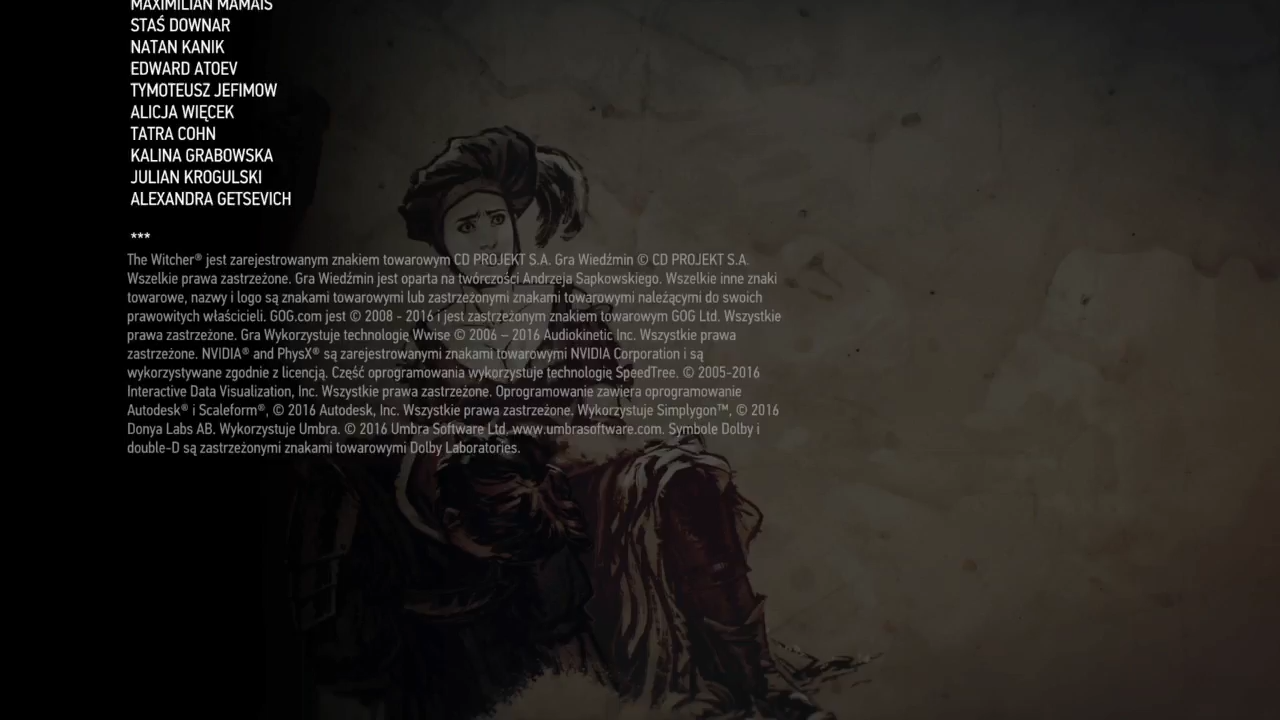 MAXIMILIAN MAMAIS
STAŚ DOWNAR
NATAN KANIK
EDWARD ATOEV
TYMOTEUSZ JEFIMOW
ALICJA WIĘCEK
TATRA COHN
KALINA GRABOWSKA
JULIAN KROGULSKI
ALEXANDRA GETSEVICH
***
The Witcher® jest zarejestrowanym znakiem towarowym CD PROJEKT S.A. Gra Wiedźmin © CD PROJEKT S.A.
Wszelkie prawa zastrzeżone. Gra Wiedźmin jest oparta na twórczości Andrzeja Sapkowskiego. Wszelkie inne znaki
towarowe, nazwy i logo są znakami towarowymi lub zastrzeżonymi znakami towarowymi należącymi do swoich
prawowitych właścicieli. GOG.com jest © 2008 - 2016 i jest zastrzeżonym znakiem towarowym GOG Ltd. Wszystkie
prawa zastrzeżone. Gra Wykorzystuje technologię Wwise © 2006 – 2016 Audiokinetic Inc. Wszystkie prawa
zastrzeżone. NVIDIA® and PhysX® są zarejestrowanymi znakami towarowymi NVIDIA Corporation i są
wykorzystywane zgodnie z licencją. Część oprogramowania wykorzystuje technologię SpeedTree. © 2005-2016
Interactive Data Visualization, Inc. Wszystkie prawa zastrzeżone. Oprogramowanie zawiera oprogramowanie
Autodesk® i Scaleform®, © 2016 Autodesk, Inc. Wszystkie prawa zastrzeżone. Wykorzystuje Simplygon™, © 2016
Donya Labs AB. Wykorzystuje Umbra. © 2016 Umbra Software Ltd. www.umbrasoftware.com. Symbole Dolby i
double-D są zastrzeżonymi znakami towarowymi Dolby Laboratories.